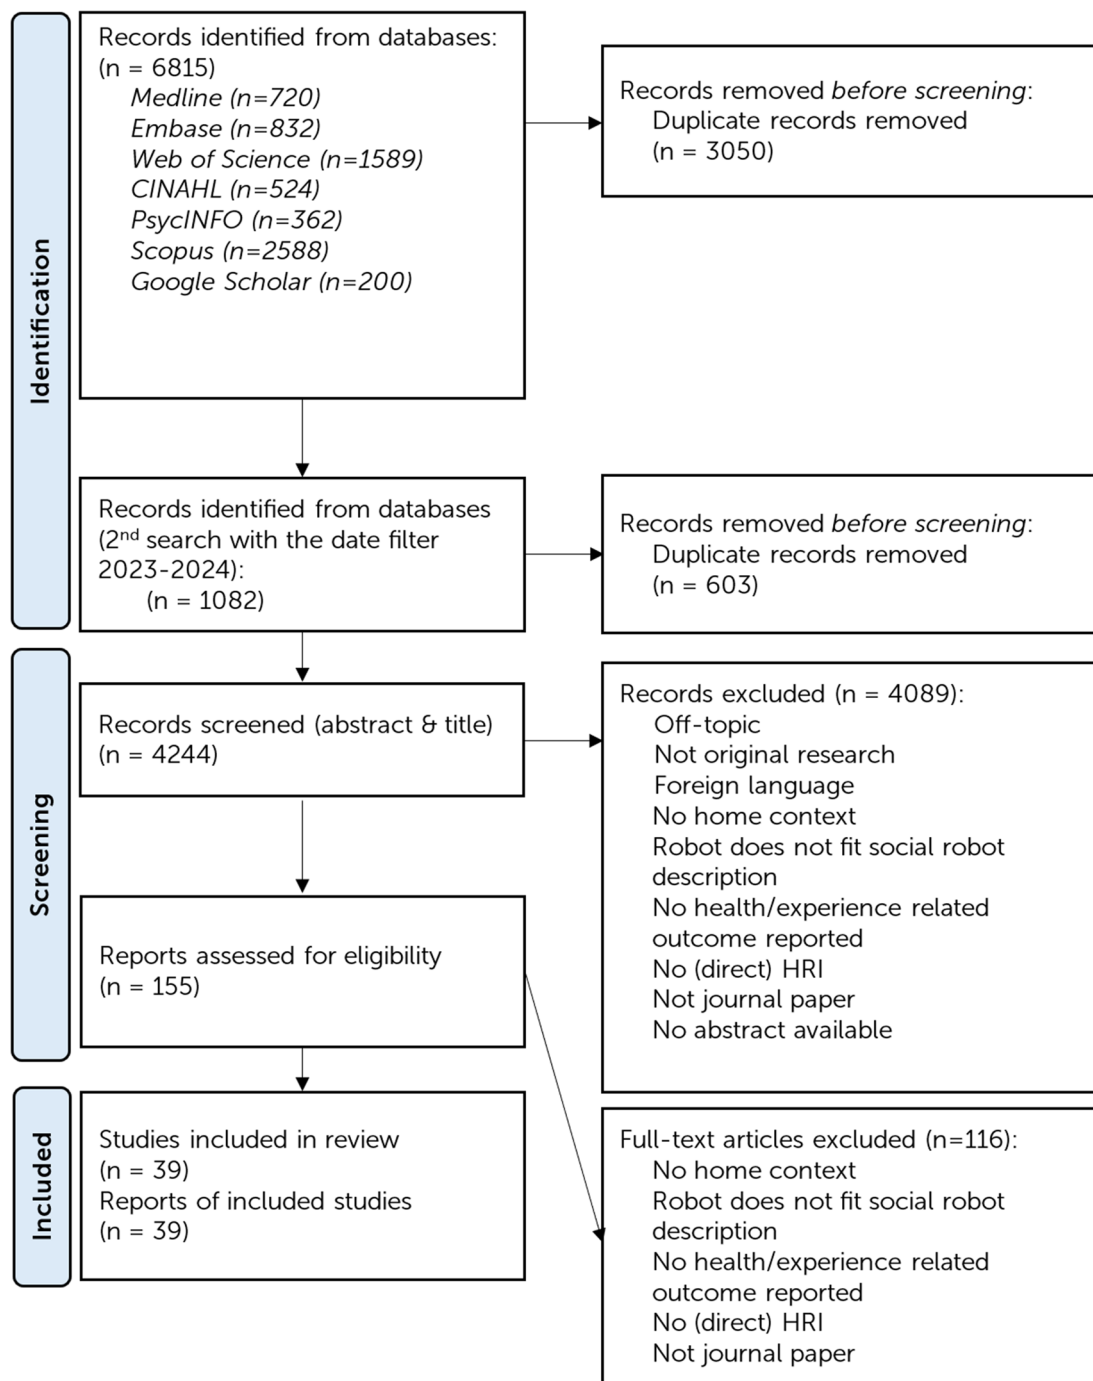 Identification
Records identified from databases:
(n = 6815)
Medline (n=720)
Embase (n=832)
Web of Science (n=1589)
CINAHL (n=524)
PsycINFO (n=362)
Scopus (n=2588)
Google Scholar (n=200)
Records removed before screening:
Duplicate records removed
(n = 3050)
Records identified from databases
(2nd search with the date filter
2023-2024):
(n = 1082)
Records removed before screening:
Duplicate records removed
(n = 603)
Screening
Records screened (abstract & title)
(n = 4244)
Records excluded (n = 4089):
Off-topic
Not original research
Foreign language
No home context
Robot does not fit social robot
description
No health/experience related
outcome reported
No (direct) HRI
Not journal paper
No abstract available
Reports assessed for eligibility
(n = 155)
Full-text articles excluded (n=116):
No home context
Robot does not fit social robot
description
No health/experience related
outcome reported
No (direct) HRI
Not journal paper
Included
Studies included in review
(n = 39)
Reports of included studies
(n = 39)